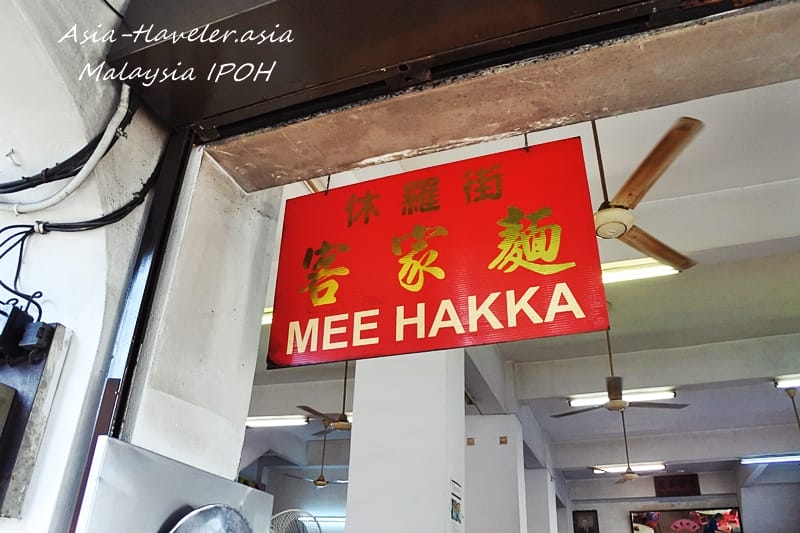 Asia-Haveler.asia
Malaysia IPOH
休羅街
客家麵
MEE HAKKA